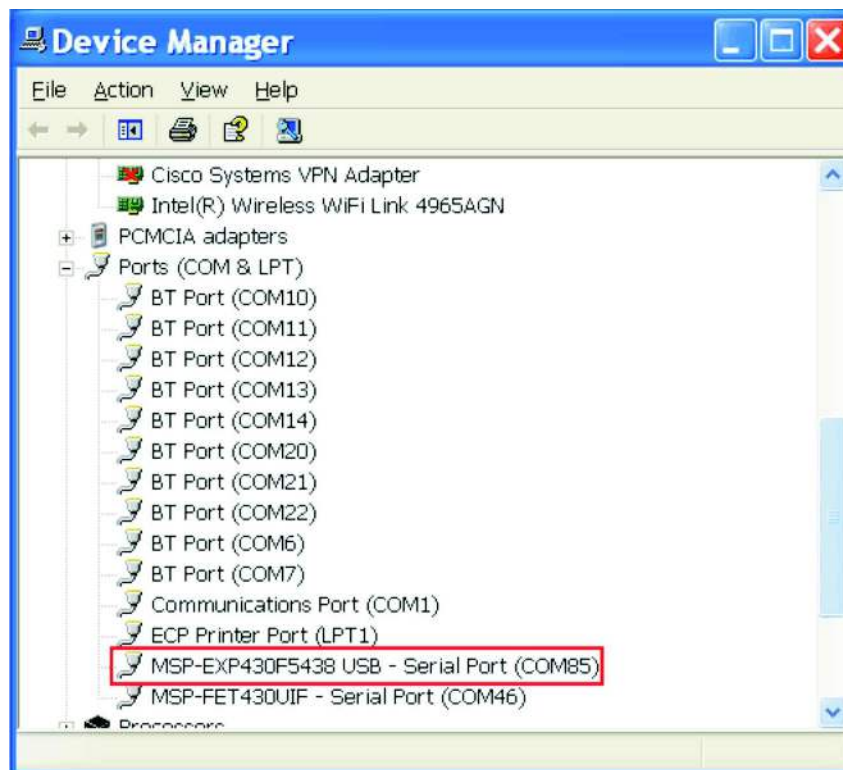 Device Manager
File Action View Help
Cisco Systems VPN Adapter
Intel(R) Wireless WiFi Link 4965AGN
PCMCIA adapters
Ports (COM & LPT)
BT Port (COM10)
BT Port (COM11)
BT Port (COM12)
BT Port (COM13)
BT Port (COM14)
BT Port (COM20)
BT Port (COM21)
BT Port (COM22)
BT Port (COM6)
BT Port (COM7)
Communications Port (COM1)
ECP Printer Port (LPT1)
MSP-EXP430F5438 USB - Serial Port (COM85)
MSP-FET430UIF - Serial Port (COM46)
Processors